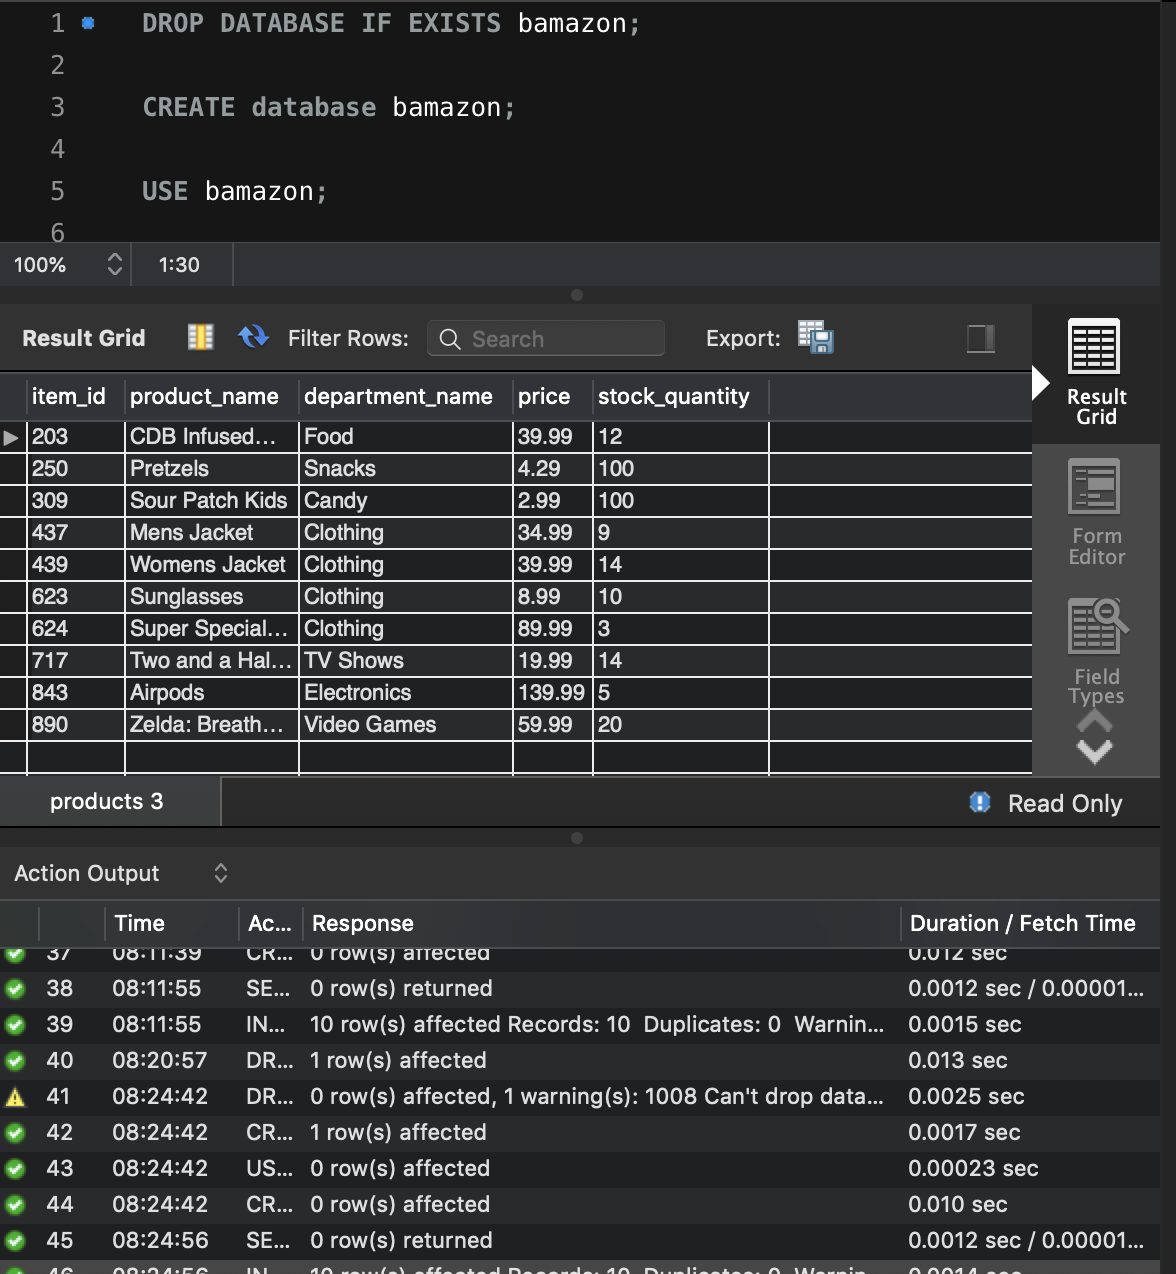 1 DROP DATABASE IF EXISTS bamazon;
2
3 CREATE database bamazon;
4
5 USE bamazon;
6
100% 1:30
Result Grid Filter Rows: Search Export:
item_id product_name department_name price stock_quantity
203 CDB Infused... Food 39.99 12
250 Pretzels Snacks 4.29 100
309 Sour Patch Kids Candy 2.99 100
437 Mens Jacket Clothing 34.99 9
439 Womens Jacket Clothing 39.99 14
623 Sunglasses Clothing 8.99 10
624 Super Special... Clothing 89.99 3
717 Two and a Hal... TV Shows 19.99 14
843 Airpods Electronics 139.99 5
890 Zelda: Breath... Video Games 59.99 20
Result
Grid
Form
Editor
Field
Types
products 3 Read Only
Action Output
Time Ac... Response Duration / Fetch Time
37 08:11:39 CR... 0 row(s) affected 0.012 sec
38 08:11:55 SE... 0 row(s) returned 0.0012 sec / 0.00001...
39 08:11:55 IN... 10 row(s) affected Records: 10 Duplicates: 0 Warnin... 0.0015 sec
40 08:20:57 DR... 1 row(s) affected 0.013 sec
41 08:24:42 DR... 0 row(s) affected, 1 warning(s): 1008 Can't drop data... 0.0025 sec
42 08:24:42 CR... 1 row(s) affected 0.0017 sec
43 08:24:42 US... 0 row(s) affected 0.00023 sec
44 08:24:42 CR... 0 row(s) affected 0.010 sec
45 08:24:56 SE... 0 row(s) returned 0.0012 sec / 0.00001...
46 08:24:56 IN... 10 row(s) affected Records: 10 Duplicates: 0 Warnin... 0.0014 sec